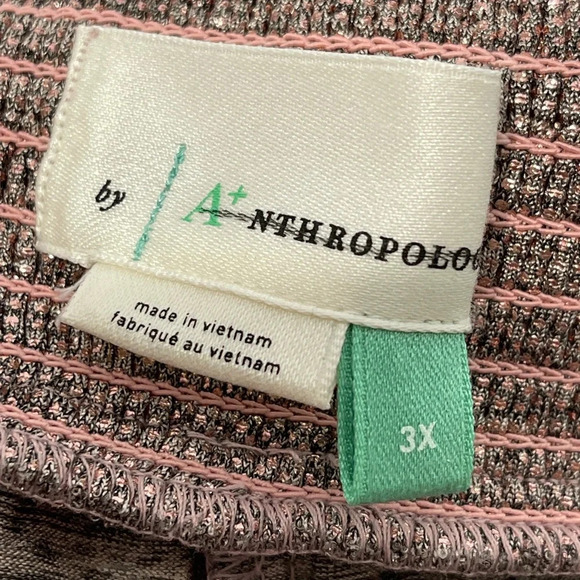 by A+NTHROPOLOG
made in vietnam
fabriqué au vietnam
3X